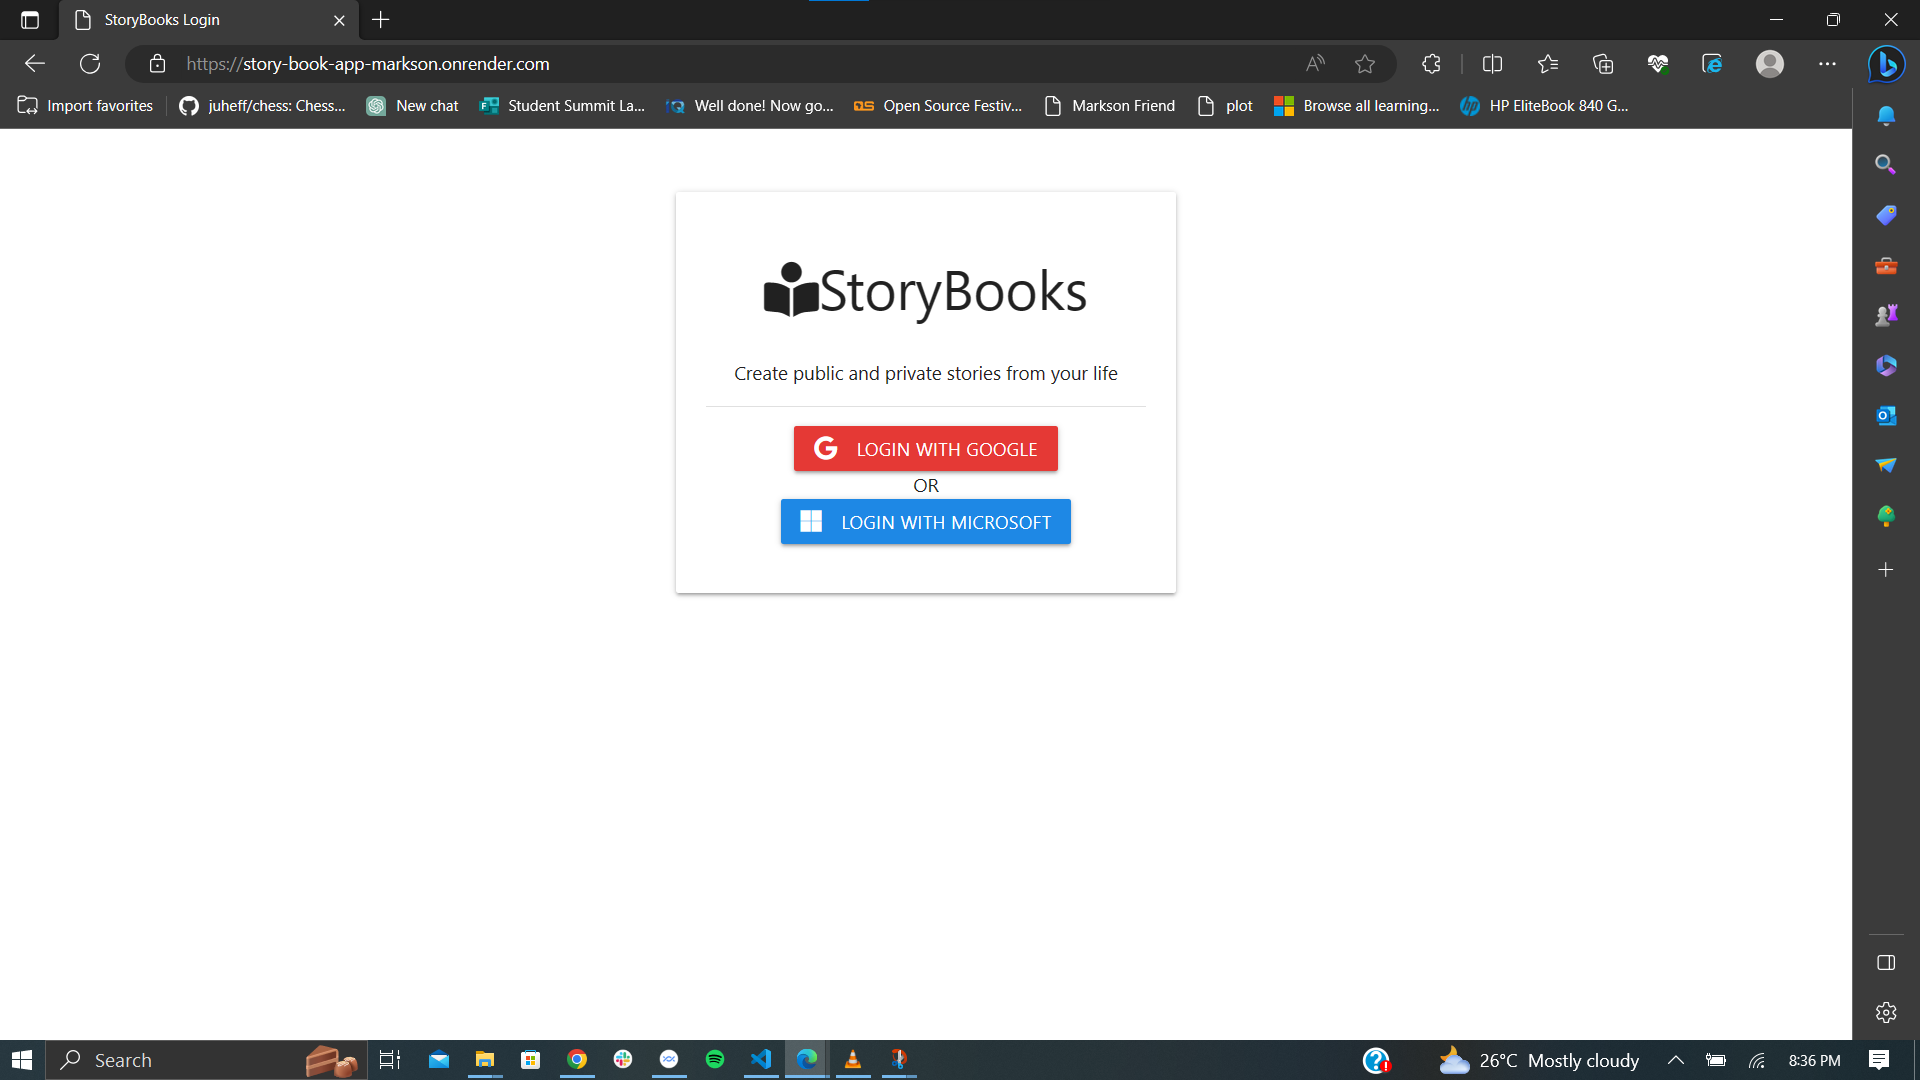 StoryBooks Login
https://story-book-app-markson.onrender.com
Import favorites
juheff/chess: Chess...
New chat
Student Summit La...
Well done! Now go...
Open Source Festiv...
Markson Friend
plot
Browse all learning...
HP EliteBook 840 G...
StoryBooks
Create public and private stories from your life
LOGIN WITH GOOGLE
OR
LOGIN WITH MICROSOFT
Search
26°C Mostly cloudy
8:36 PM